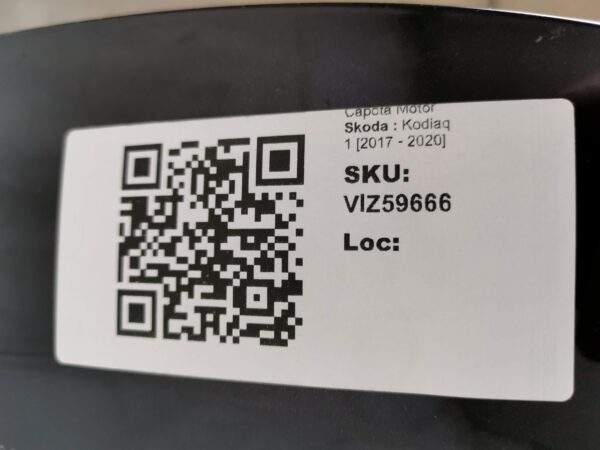 Capota Motor
Skoda : Kodiaq
1 [2017 - 2020]
SKU:
VIZ59666
Loc: